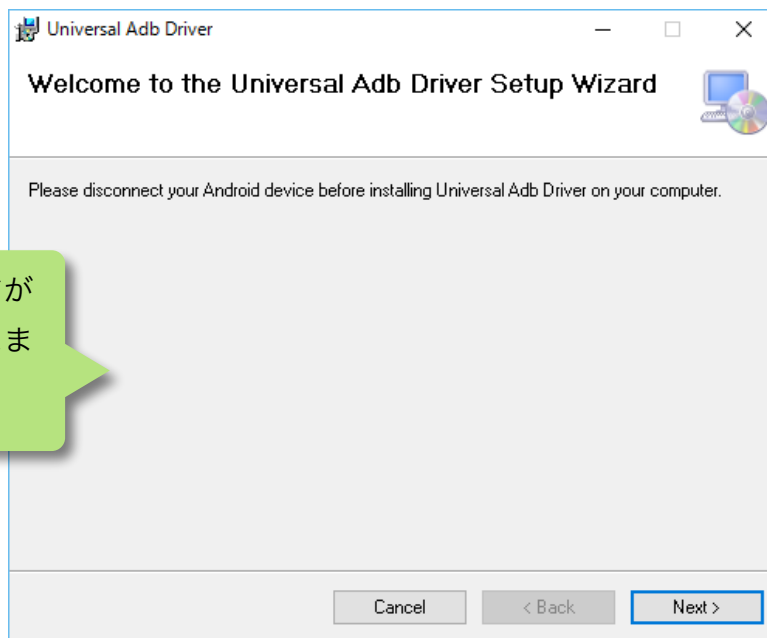 Universal Adb Driver
Welcome to the Universal Adb Driver Setup Wizard
Please disconnect your Android device before installing Universal Adb Driver on your computer.
が
ま
Cancel
< Back
Next >